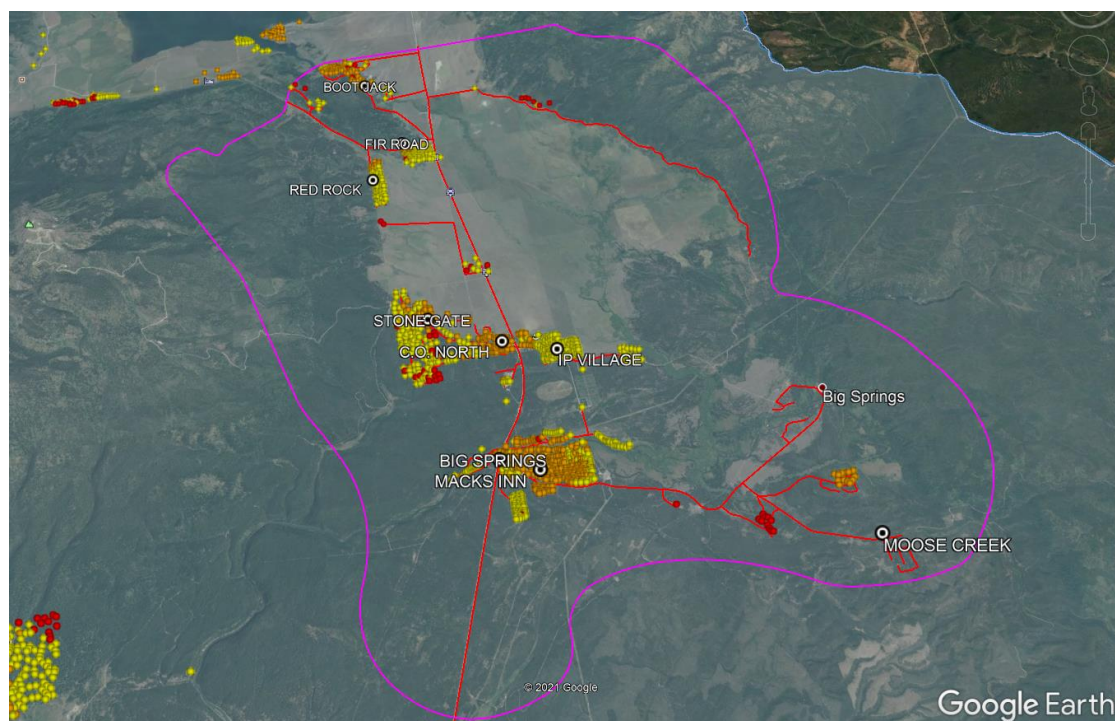 BOOTJACK
FIR ROAD
RED ROCK
STONEGATE
C.O. NORTH
IP VILLAGE
Big Springs
BIG SPRINGS
MACKS INN
MOOSE CREEK
© 2021 Google
Google Earth